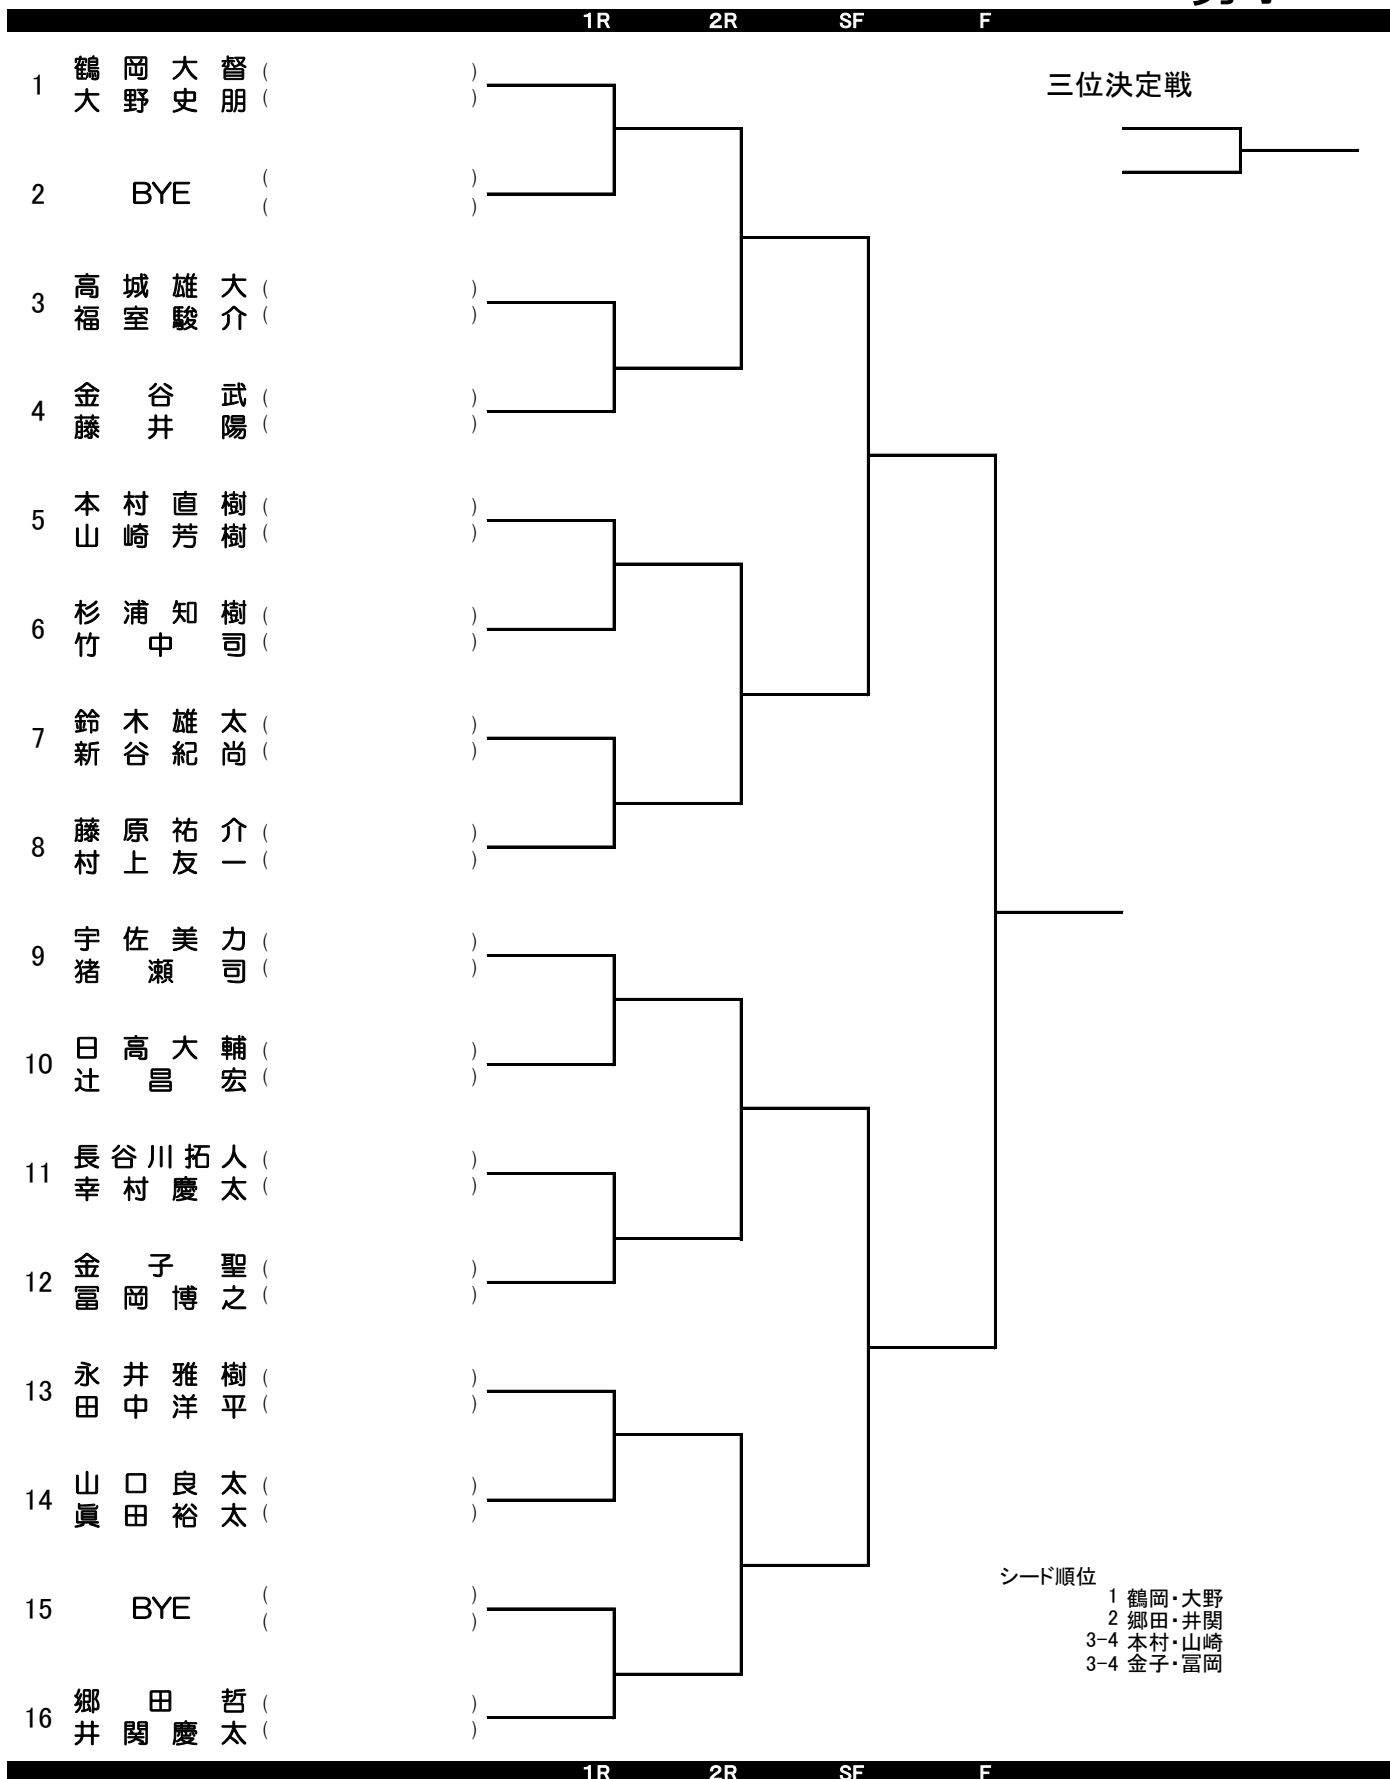 1R 2R SF F
三位決定戦
1 鶴岡大督 ( )
大野史朋 ( )
2 BYE ( )
( )
3 高城雄大 ( )
福室駿介 ( )
4 金谷武 ( )
藤井陽 ( )
5 本村直樹 ( )
山崎芳樹 ( )
6 杉浦知樹 ( )
竹中司 ( )
7 鈴木雄太 ( )
新谷紀尚 ( )
8 藤原祐介 ( )
村上友一 ( )
9 宇佐美力 ( )
猪瀬司 ( )
10 日高大輔 ( )
辻昌宏 ( )
11 長谷川拓人 ( )
幸村慶太 ( )
12 金子聖 ( )
冨岡博之 ( )
13 永井雅樹 ( )
田中洋平 ( )
14 山口良太 ( )
眞田裕太 ( )
15 BYE ( )
( )
16 郷田哲 ( )
井関慶太 ( )
シード順位
1 鶴岡・大野
2 郷田・井関
3-4 本村・山崎
3-4 金子・冨岡
1R 2R SF F